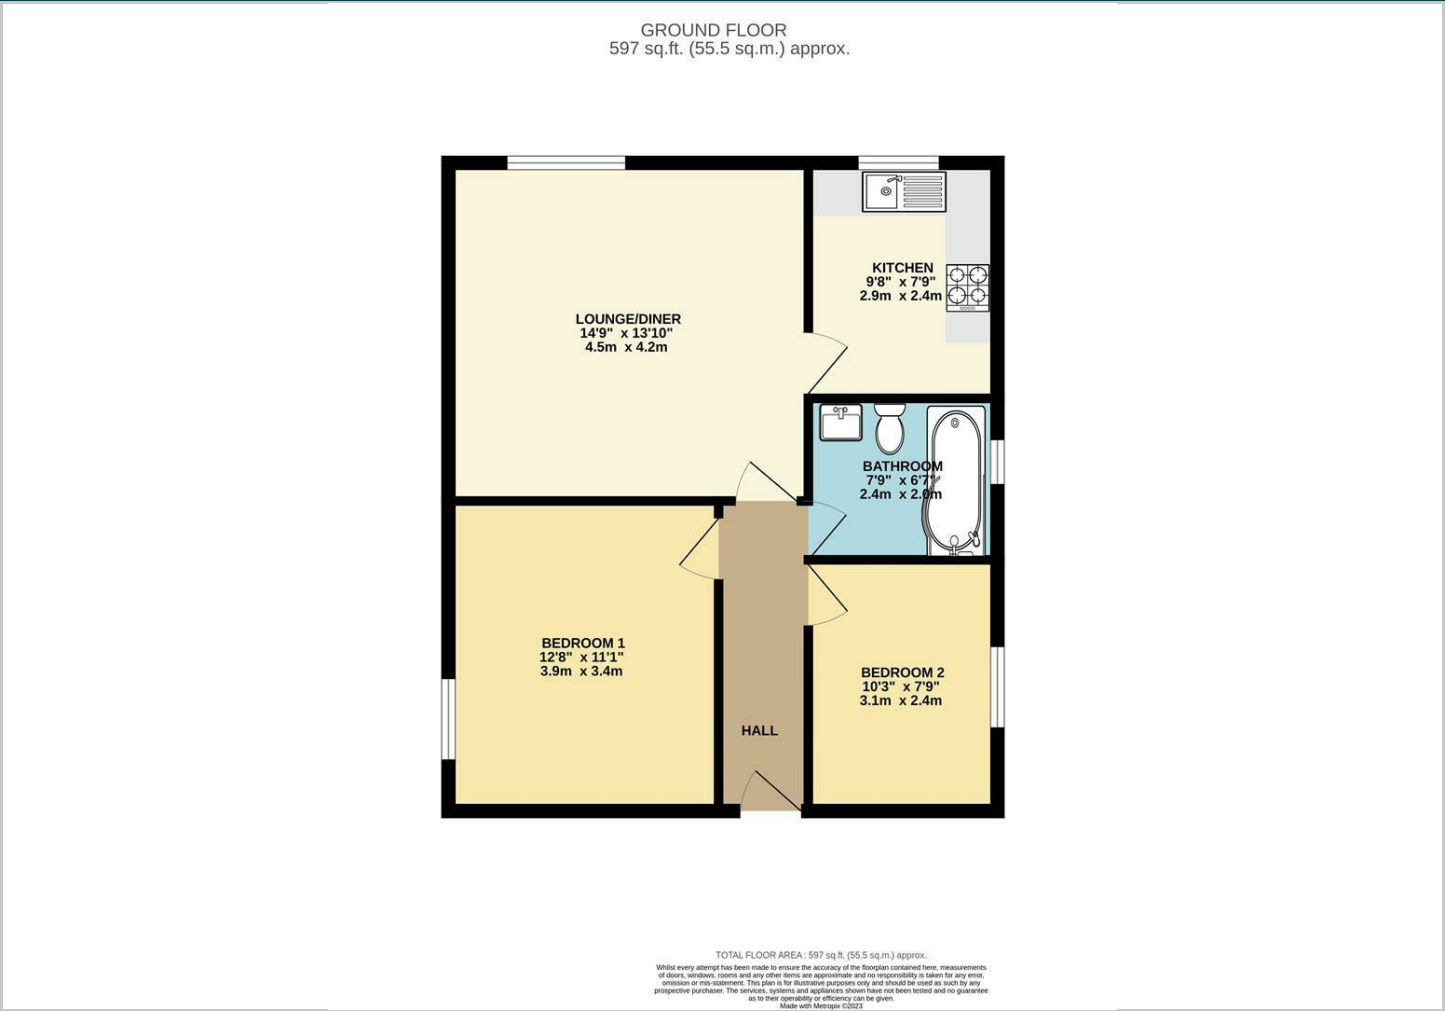 GROUND FLOOR
597 sq.ft. (55.5 sq.m.) approx.
KITCHEN
9'8" x 7'9"
2.9m x 2.4m
LOUNGE/DINER
14'9" x 13'10"
4.5m x 4.2m
BATHROOM
7'9" x 6'7"
2.4m x 2.0m
BEDROOM 1
12'8" x 11'1"
3.9m x 3.4m
BEDROOM 2
10'3" x 7'9"
3.1m x 2.4m
HALL
TOTAL FLOOR AREA : 597 sq.ft. (55.5 sq.m.) approx.
Whilst every attempt has been made to ensure the accuracy of the floorplan contained here, measurements
of doors, windows, rooms and any other items are approximate and no responsibility is taken for any error,
omission or mis-statement. This plan is for illustrative purposes only and should be used as such by any
prospective purchaser. The services, systems and appliances shown have not been tested and no guarantee
as to their operability or efficiency can be given.
Made with Metropix ©2023